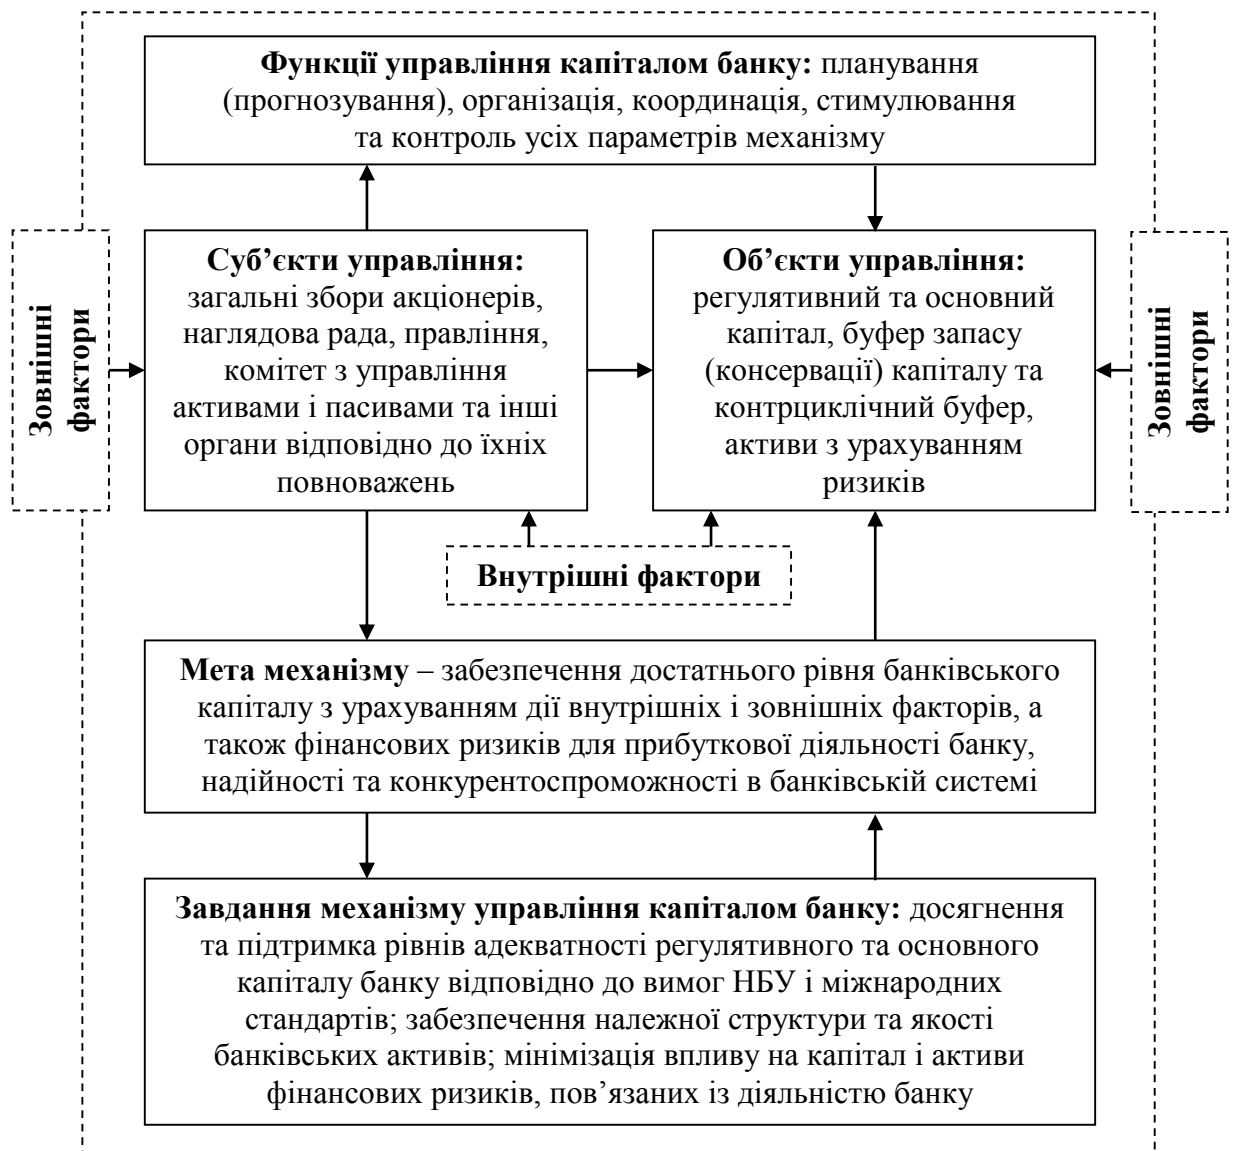 Функції управління капіталом банку: планування
(прогнозування), організація, координація, стимулювання
та контроль усіх параметрів механізму
Зовнішні
фактори
Суб’єкти управління:
загальні збори акціонерів,
наглядова рада, правління,
комітет з управління
активами і пасивами та інші
органи відповідно до їхніх
повноважень
Об’єкти управління:
регулятивний та основний
капітал, буфер запасу
(консервації) капіталу та
контрциклічний буфер,
активи з урахуванням
ризиків
Зовнішні
фактори
Внутрішні фактори
Мета механізму – забезпечення достатнього рівня банківського
капіталу з урахуванням дії внутрішніх і зовнішніх факторів, а
також фінансових ризиків для прибуткової діяльності банку,
надійності та конкурентоспроможності в банківській системі
Завдання механізму управління капіталом банку: досягнення
та підтримка рівнів адекватності регулятивного та основного
капіталу банку відповідно до вимог НБУ і міжнародних
стандартів; забезпечення належної структури та якості
банківських активів; мінімізація впливу на капітал і активи
фінансових ризиків, пов’язаних із діяльністю банку